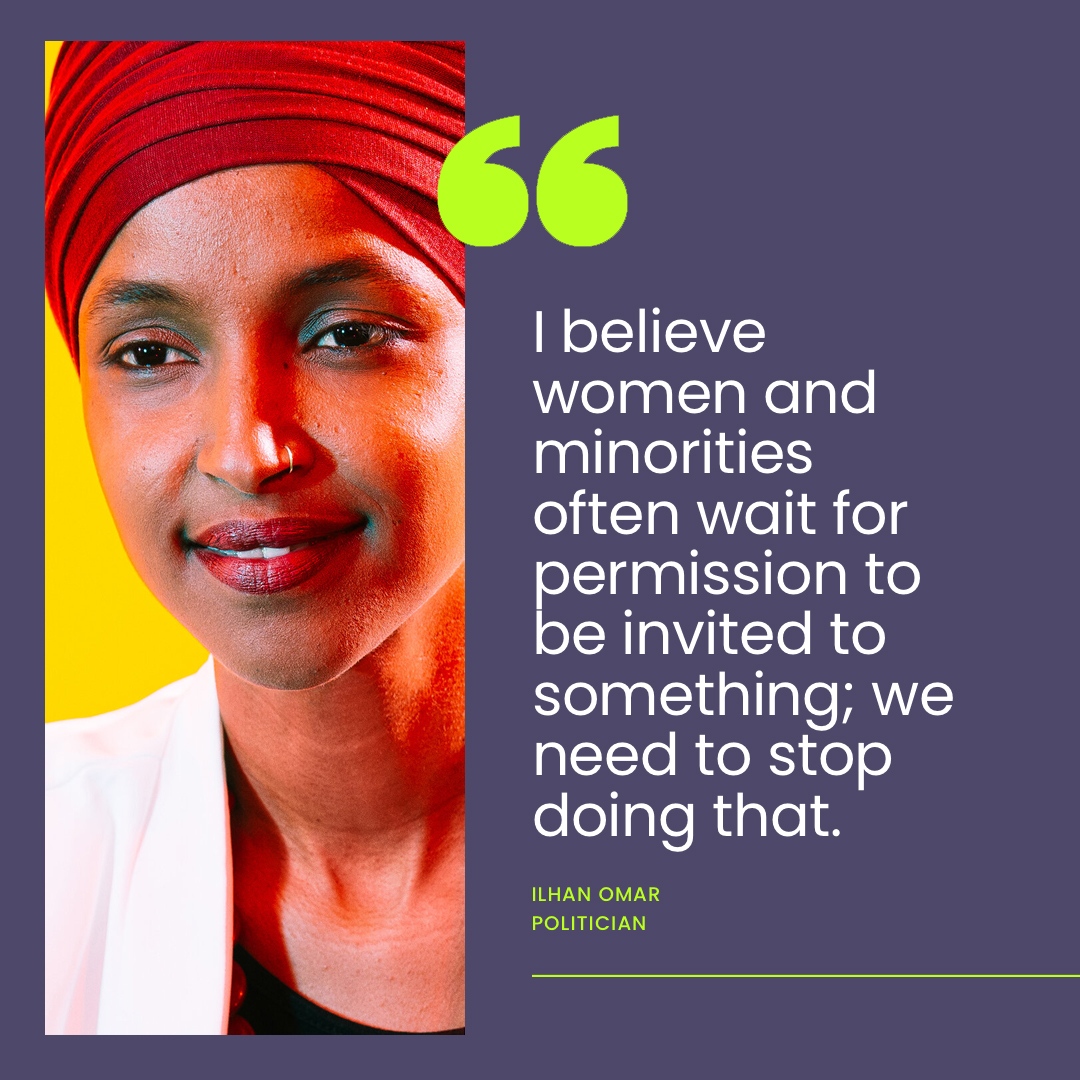 “
I believe
women and
minorities
often wait for
permission to
be invited to
something; we
need to stop
doing that.
ILHAN OMAR
POLITICIAN